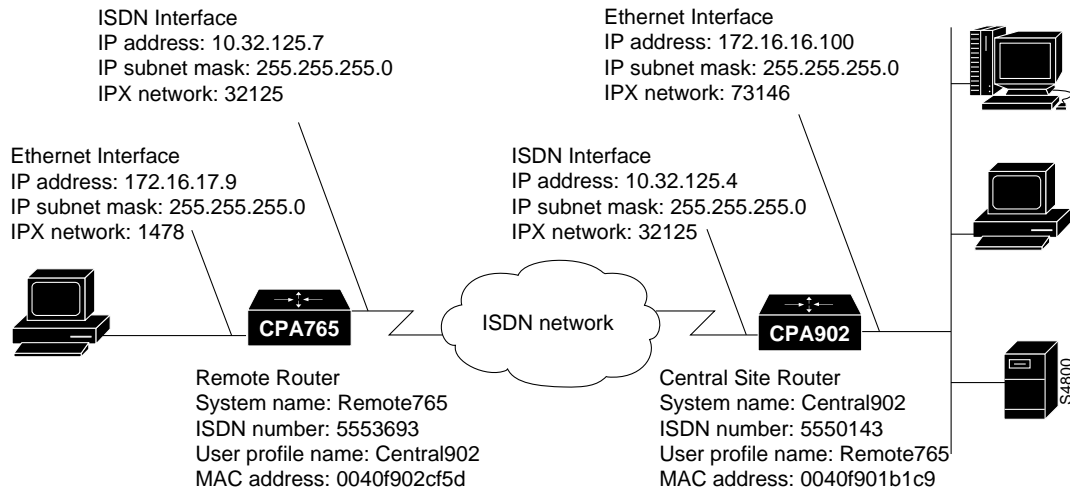 ISDN Interface
IP address: 10.32.125.7
IP subnet mask: 255.255.255.0
IPX network: 32125
Ethernet Interface
IP address: 172.16.16.100
IP subnet mask: 255.255.255.0
IPX network: 73146
Ethernet Interface
IP address: 172.16.17.9
IP subnet mask: 255.255.255.0
IPX network: 1478
ISDN Interface
IP address: 10.32.125.4
IP subnet mask: 255.255.255.0
IPX network: 32125
CPA765
ISDN network
CPA902
Remote Router
System name: Remote765
ISDN number: 5553693
User profile name: Central902
MAC address: 0040f902cf5d
Central Site Router
System name: Central902
ISDN number: 5550143
User profile name: Remote765
MAC address: 0040f901b1c9
S4800